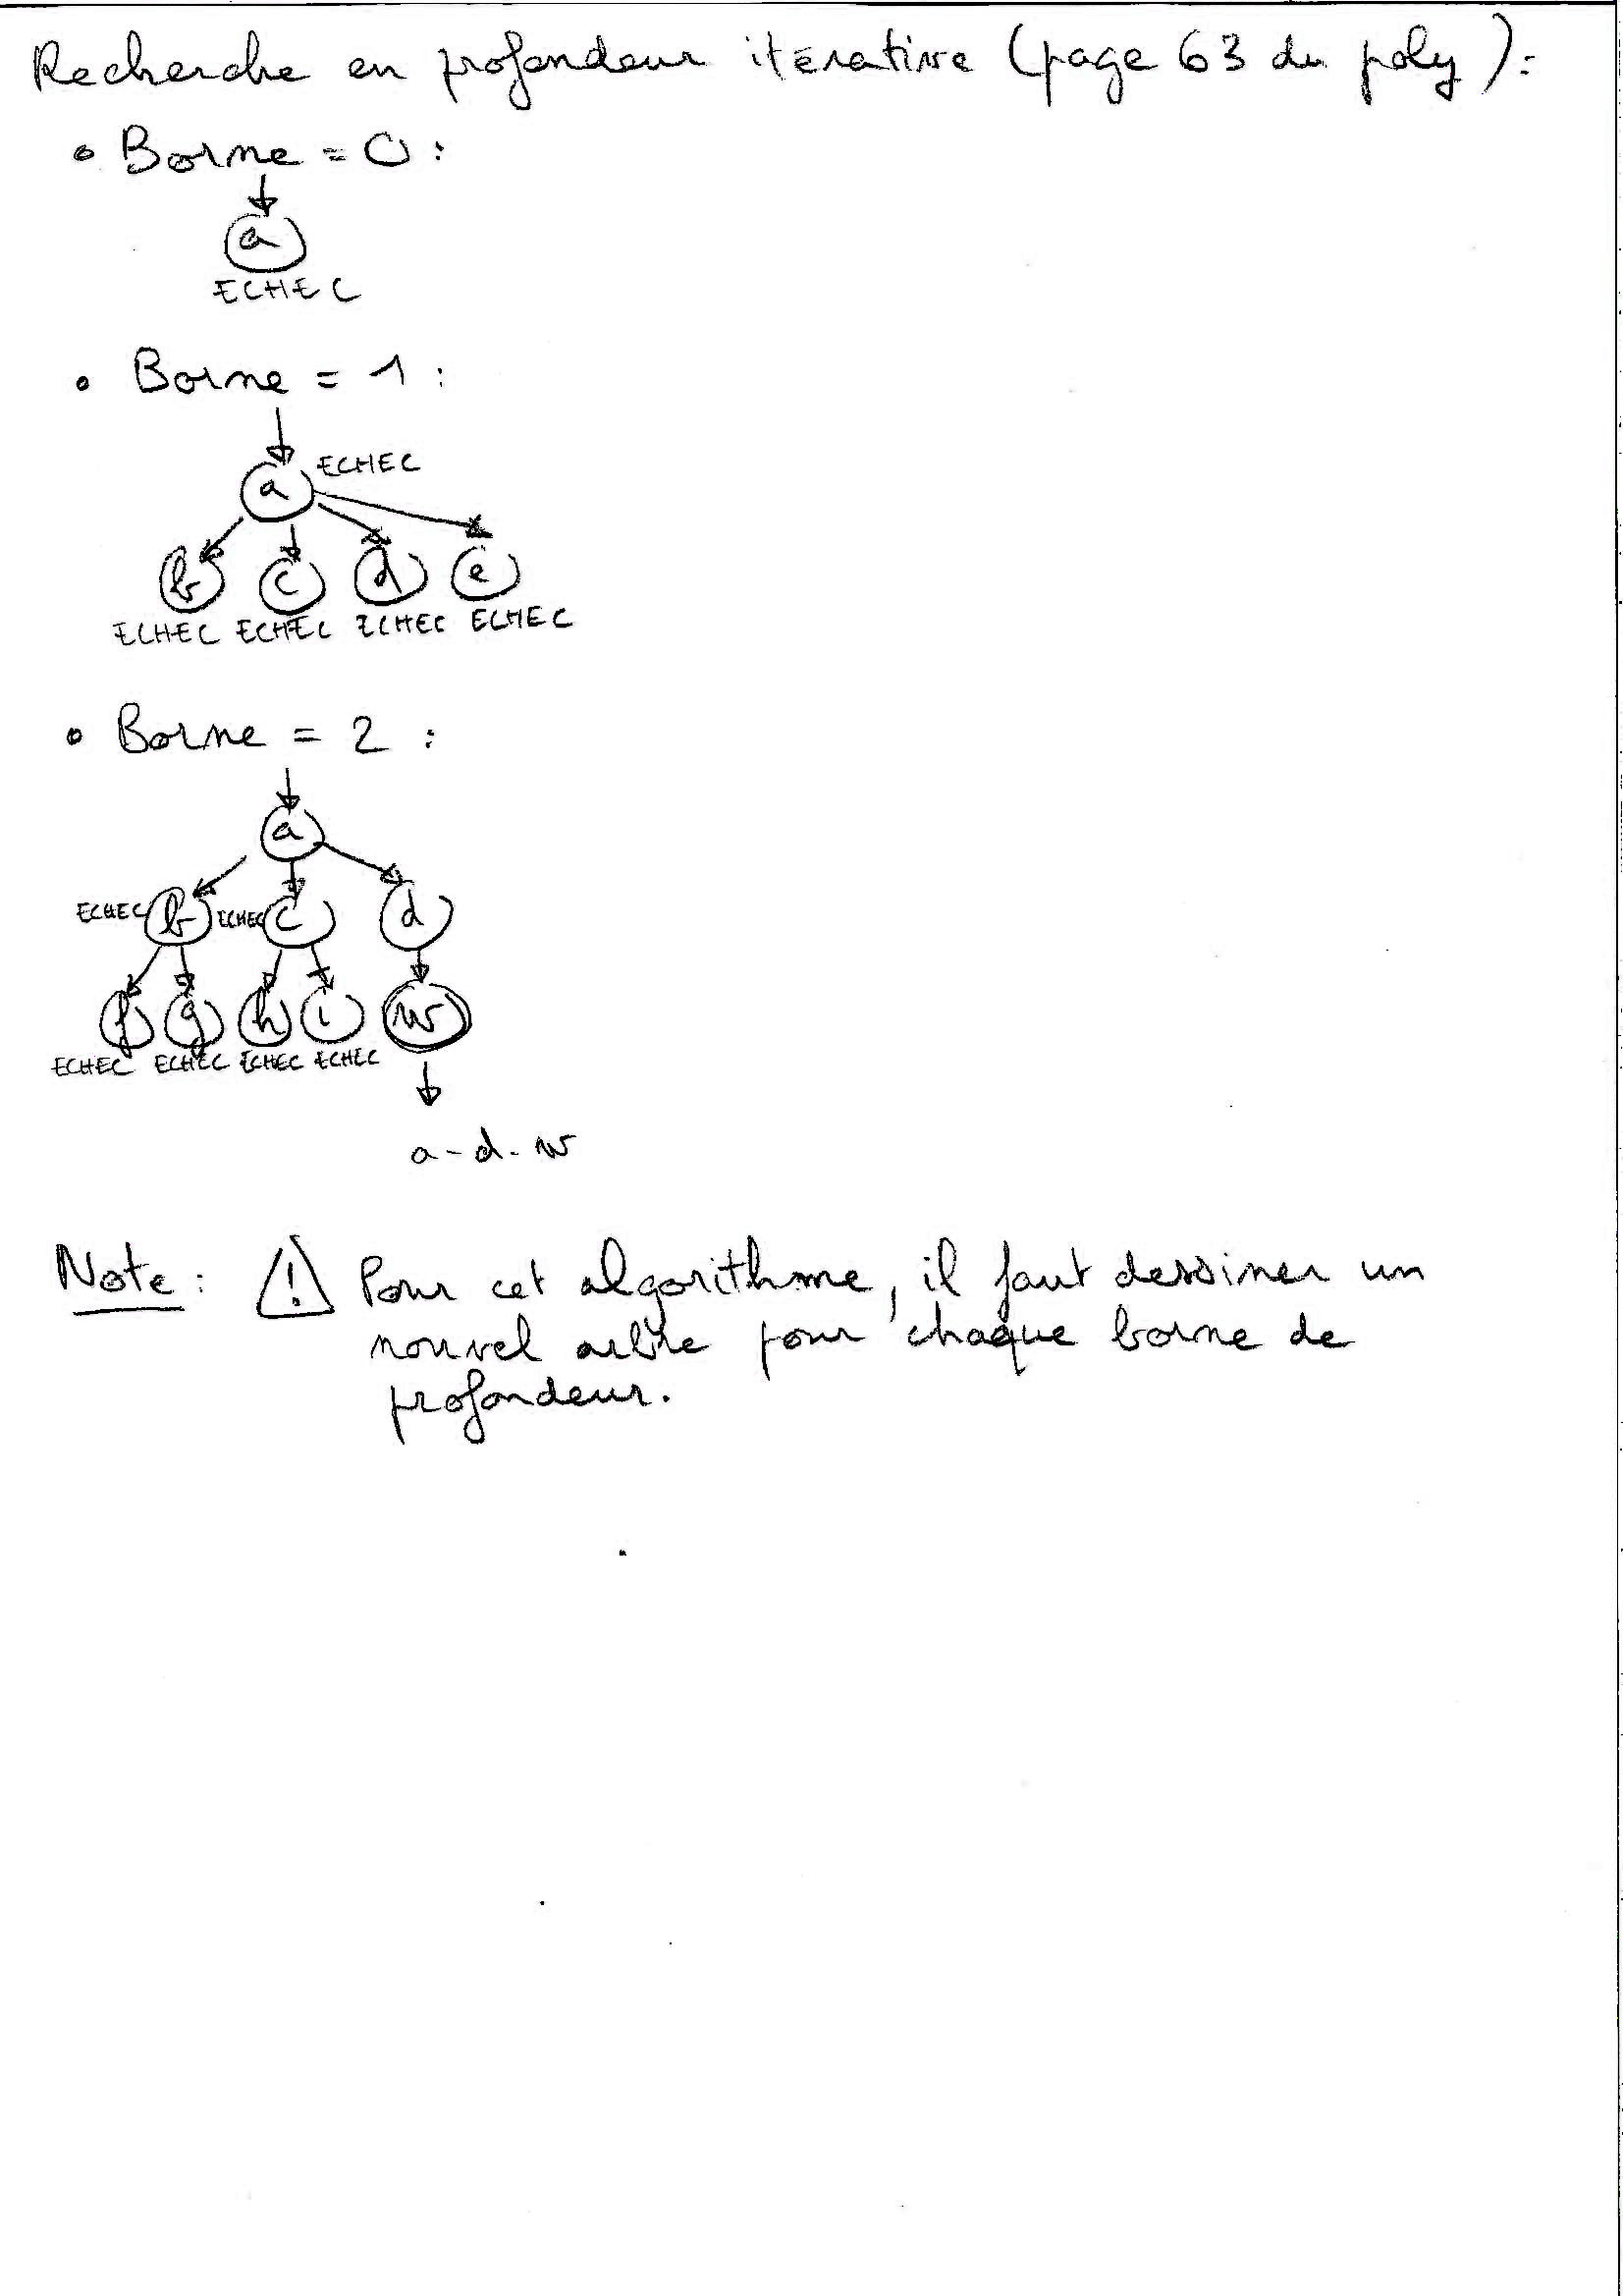 Recherche en profondeur itérative (page 63 du poly) :
• Borne = 0 :
a
ECHEC
• Borne = 1 :
ECHEC
a
b c d e
ECHEC ECHEC ECHEC ECHEC
• Borne = 2 :
a
ECHEC b ECHEC c d
f g h i w
ECHEC ECHEC ECHEC ECHEC
a-d-w
Note : ! Pour cet algorithme, il faut dessiner un
nouvel arbre pour chaque borne de
profondeur.